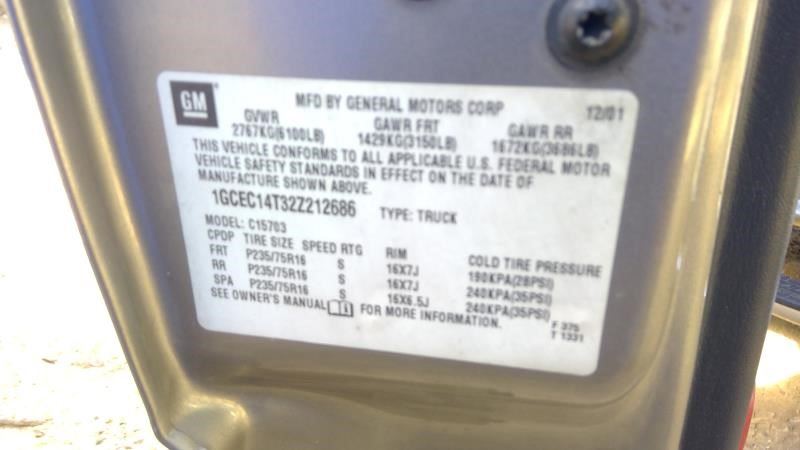 GM
MFD BY GENERAL MOTORS CORP 12/01
GVWR GAWR FRT GAWR RR
2767KG(6100LB) 1429KG(3150LB) 1672KG(3686LB)
THIS VEHICLE CONFORMS TO ALL APPLICABLE U.S. FEDERAL MOTOR
VEHICLE SAFETY STANDARDS IN EFFECT ON THE DATE OF
MANUFACTURE SHOWN ABOVE.
1GCEC14T32Z212686 TYPE: TRUCK
MODEL: C15703
CPDP TIRE SIZE SPEED RTG RIM COLD TIRE PRESSURE
FRT P235/75R16 S 16X7J 190KPA(28PSI)
RR P235/75R16 S 16X7J 240KPA(35PSI)
SPA P235/75R16 S 16X6.5J 240KPA(35PSI)
SEE OWNER'S MANUAL FOR MORE INFORMATION.
F 375
T 1331